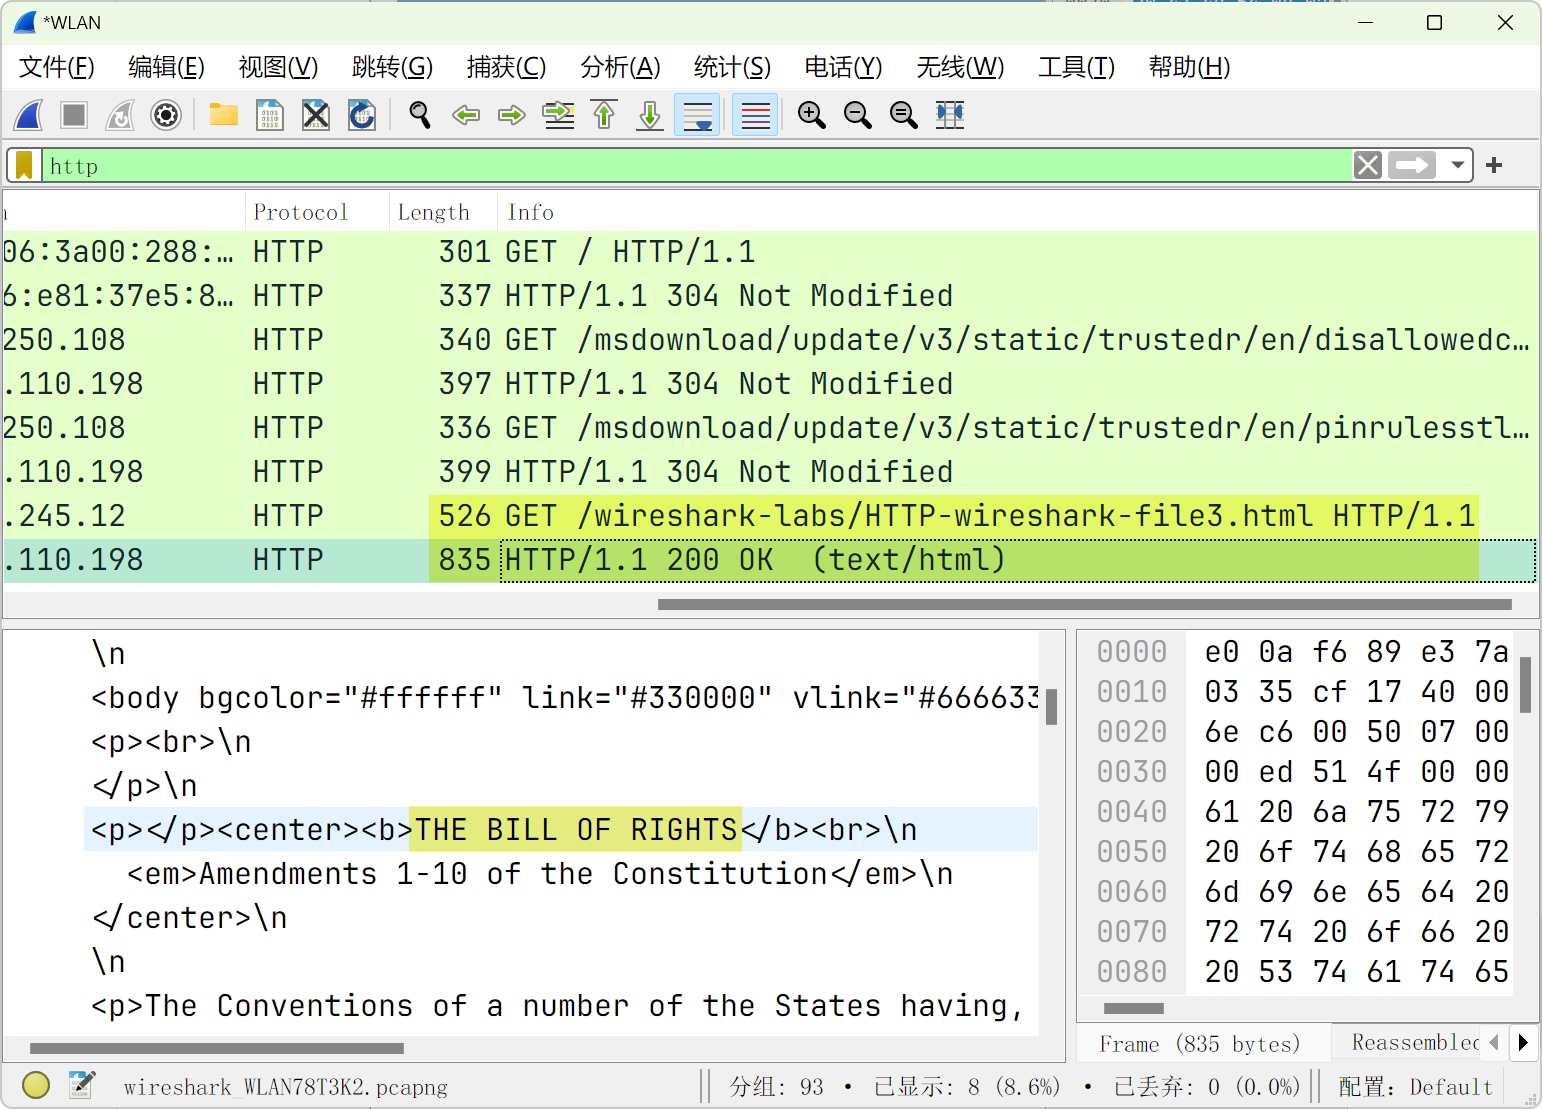 *WLAN
文件(F) 编辑(E) 视图(V) 跳转(G) 捕获(C) 分析(A) 统计(S) 电话(Y) 无线(W) 工具(T) 帮助(H)
http
Protocol Length Info
06:3a00:288:… HTTP 301 GET / HTTP/1.1
6:e81:37e5:8… HTTP 337 HTTP/1.1 304 Not Modified
250.108 HTTP 340 GET /msdownload/update/v3/static/trustedr/en/disallowedc…
.110.198 HTTP 397 HTTP/1.1 304 Not Modified
250.108 HTTP 336 GET /msdownload/update/v3/static/trustedr/en/pinrulesstl…
.110.198 HTTP 399 HTTP/1.1 304 Not Modified
.245.12 HTTP 526 GET /wireshark-labs/HTTP-wireshark-file3.html HTTP/1.1
.110.198 HTTP 835 HTTP/1.1 200 OK (text/html)
\n
<body bgcolor="#ffffff" link="#330000" vlink="#666633
<p><br>\n
</p>\n
<p></p><center><b>THE BILL OF RIGHTS</b><br>\n
<em>Amendments 1-10 of the Constitution</em>\n
</center>\n
\n
<p>The Conventions of a number of the States having,
0000 e0 0a f6 89 e3 7a
0010 03 35 cf 17 40 00
0020 6e c6 00 50 07 00
0030 00 ed 51 4f 00 00
0040 61 20 6a 75 72 79
0050 20 6f 74 68 65 72
0060 6d 69 6e 65 64 20
0070 72 74 20 6f 66 20
0080 20 53 74 61 74 65
Frame (835 bytes) Reassembled
wireshark_WLAN78T3K2.pcapng 分组: 93 · 已显示: 8 (8.6%) · 已丢弃: 0 (0.0%) 配置: Default